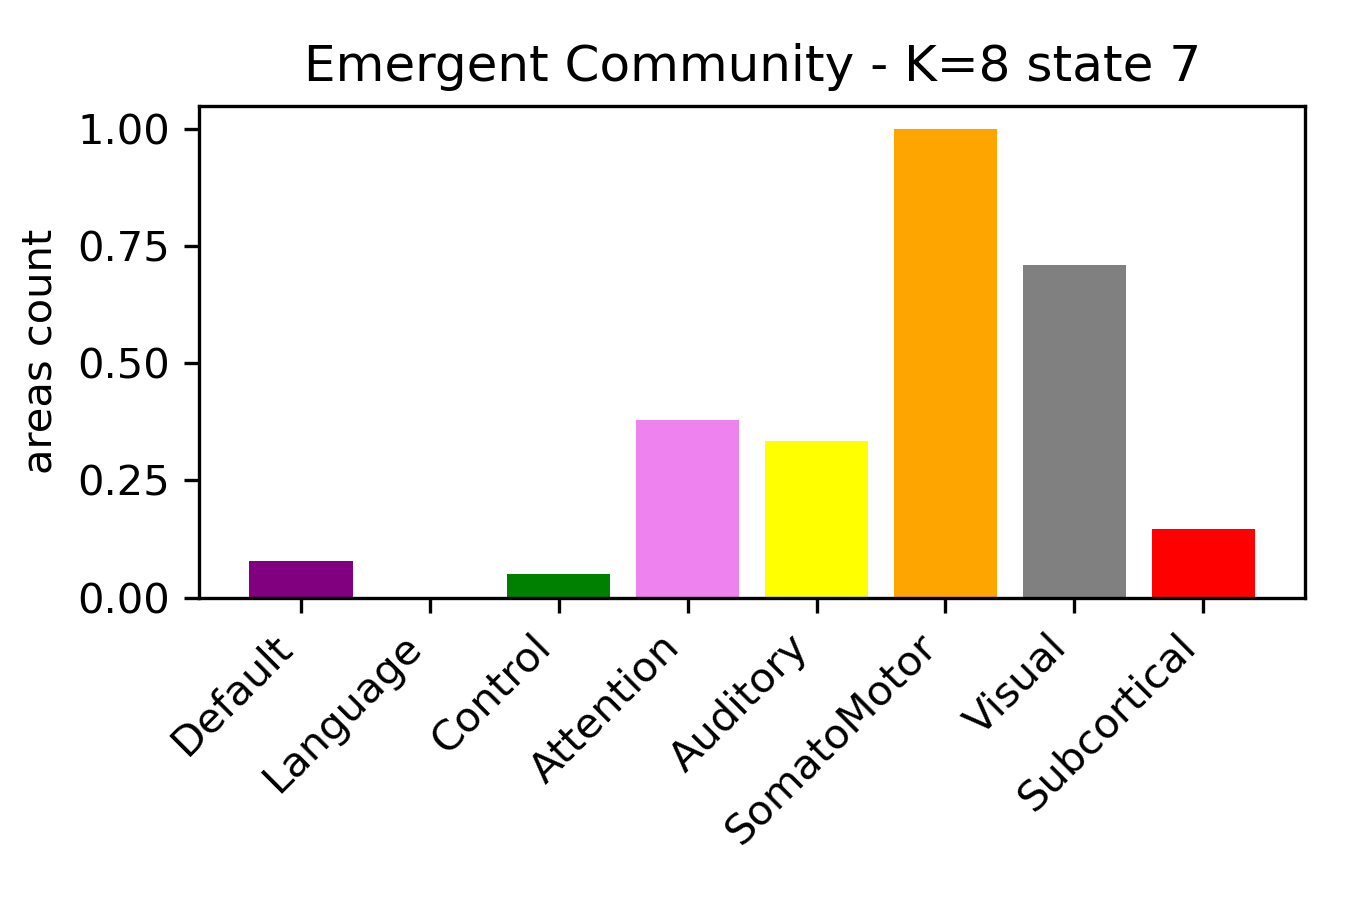 Emergent Community - K=8 state 7
areas count
1.00
0.75
0.50
0.25
0.00
Default
Language
Control
Attention
Auditory
SomatoMotor
Visual
Subcortical